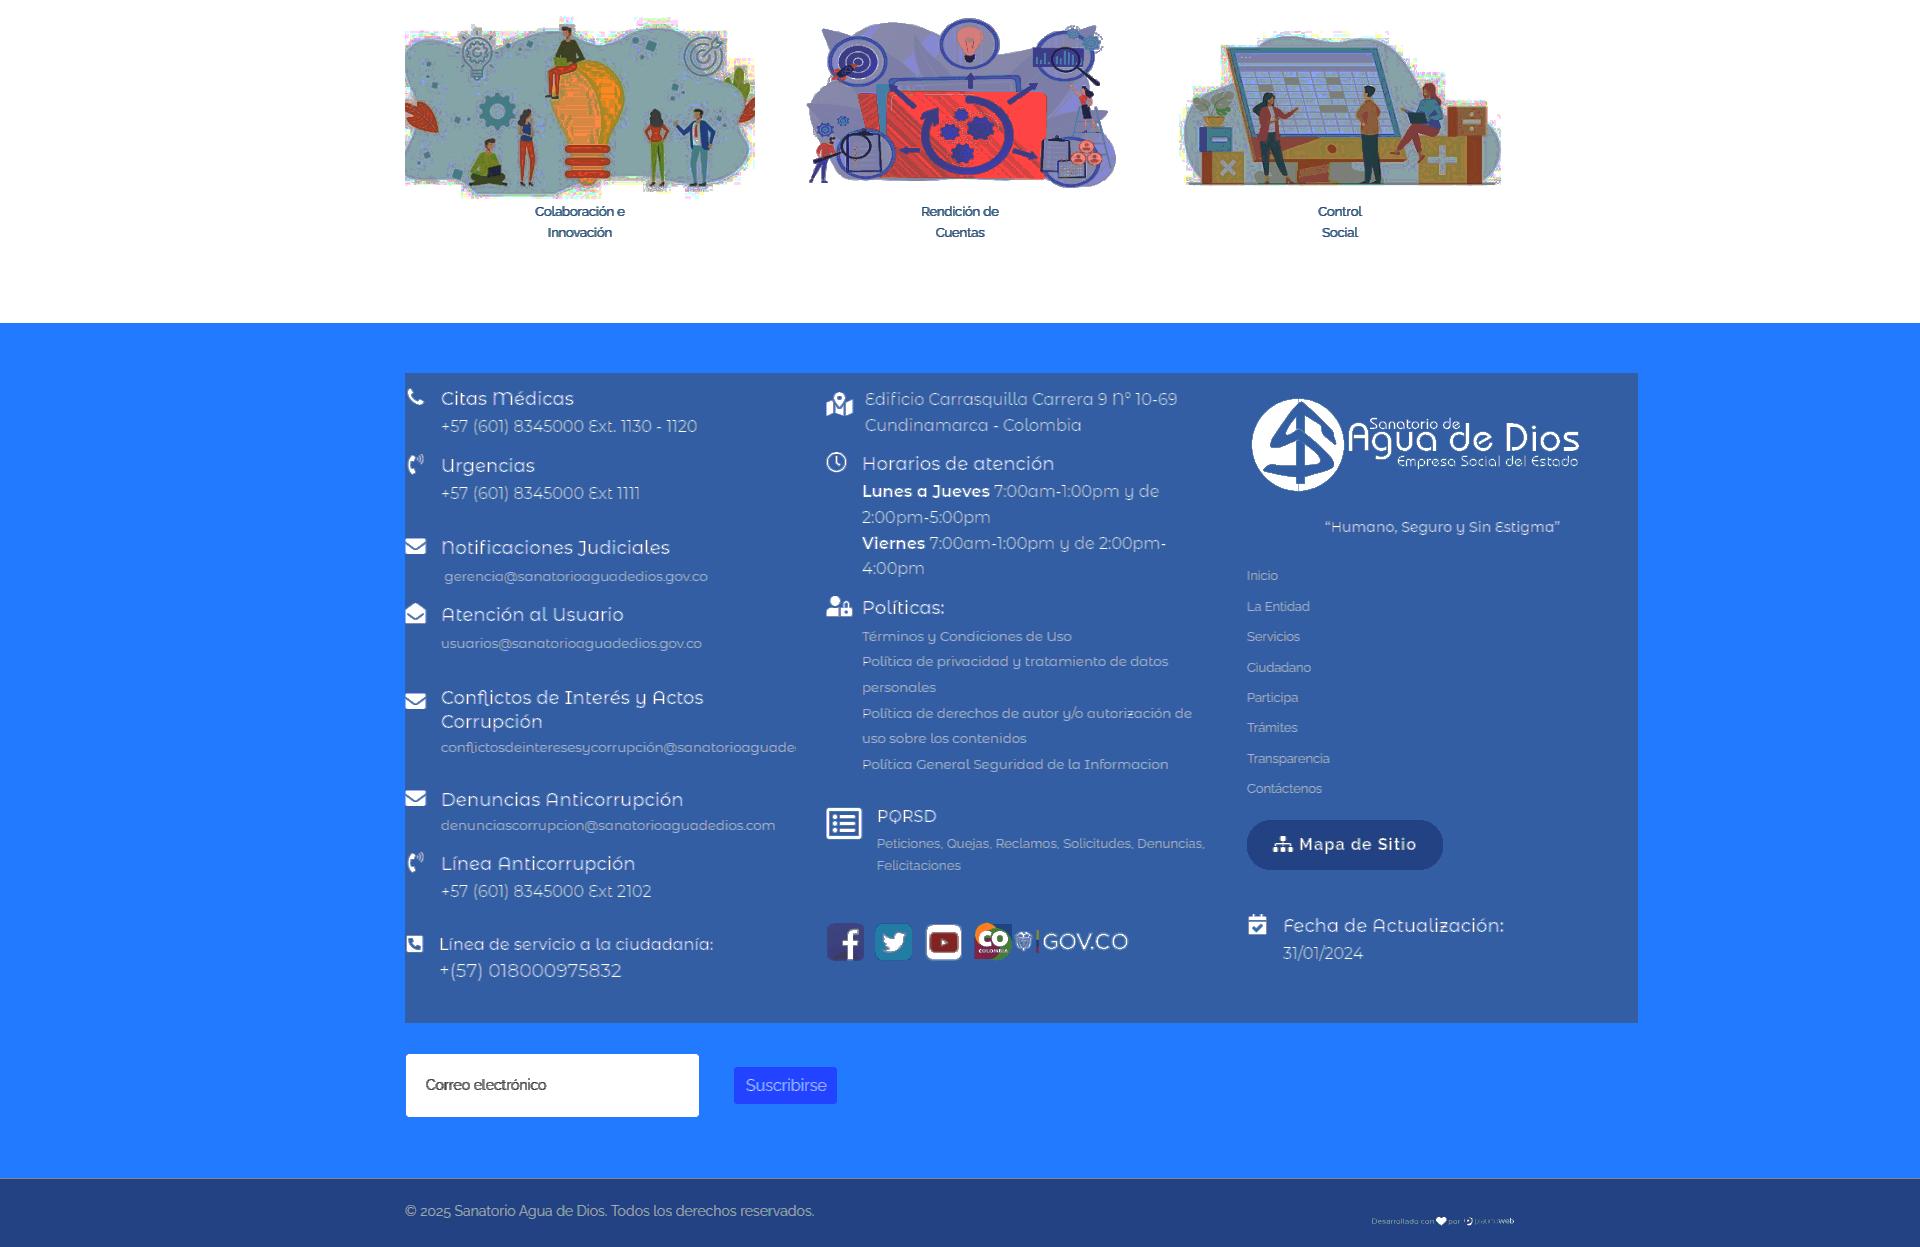 Colaboración e
Innovación
Rendición de
Cuentas
Control
Social
Citas Médicas
+57 (601) 8345000 Ext. 1130 - 1120
Urgencias
+57 (601) 8345000 Ext 1111
Notificaciones Judiciales
gerencia@sanatorioaguadedios.gov.co
Atención al Usuario
usuarios@sanatorioaguadedios.gov.co
Conflictos de Interés y Actos
Corrupción
conflictosdeinteresesycorrupción@sanatorioaguade
Denuncias Anticorrupción
denunciascorrupcion@sanatorioaguadedios.com
Línea Anticorrupción
+57 (601) 8345000 Ext 2102
Línea de servicio a la ciudadanía:
+(57) 018000975832
Edificio Carrasquilla Carrera 9 N° 10-69
Cundinamarca - Colombia
Horarios de atención
Lunes a Jueves 7:00am-1:00pm y de
2:00pm-5:00pm
Viernes 7:00am-1:00pm y de 2:00pm-
4:00pm
Políticas:
Términos y Condiciones de Uso
Política de privacidad y tratamiento de datos
personales
Política de derechos de autor y/o autorización de
uso sobre los contenidos
Política General Seguridad de la Informacion
PQRSD
Peticiones, Quejas, Reclamos, Solicitudes, Denuncias,
Felicitaciones
CO
COLOMBIA
GOV.CO
Sanatorio de
Agua de Dios
Empresa Social del Estado
“Humano, Seguro y Sin Estigma”
Inicio
La Entidad
Servicios
Ciudadano
Participa
Trámites
Transparencia
Contáctenos
Mapa de Sitio
Fecha de Actualización:
31/01/2024
Correo electrónico
Suscribirse
© 2025 Sanatorio Agua de Dios. Todos los derechos reservados.
Desarrollado con por